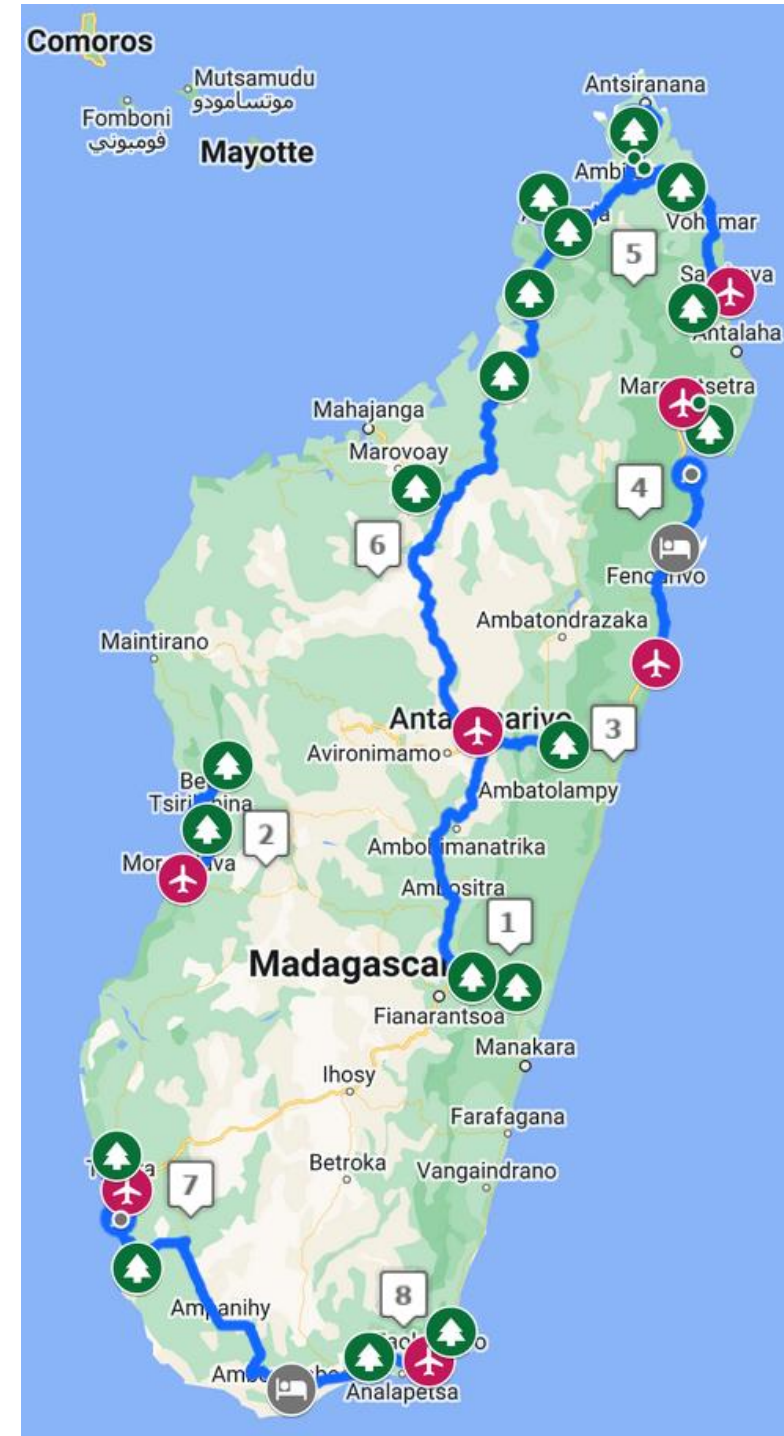 Comoros
Mutsamudu
موتسامودو
Fomboni
فومبوني
Mayotte
Antsiranana
5
Antalaha
Mahajanga
Marovoay
4
6
Ambatondrazaka
Maintirano
3
Avironimamo
Ambatolampy
2
Ambohimanatrika
Ambositra
1
Madagascar
Fianarantsoa
Manakara
Ihosy
Farafagana
Betroka
Vangaindrano
7
8
Ampanihy
Analapetsa